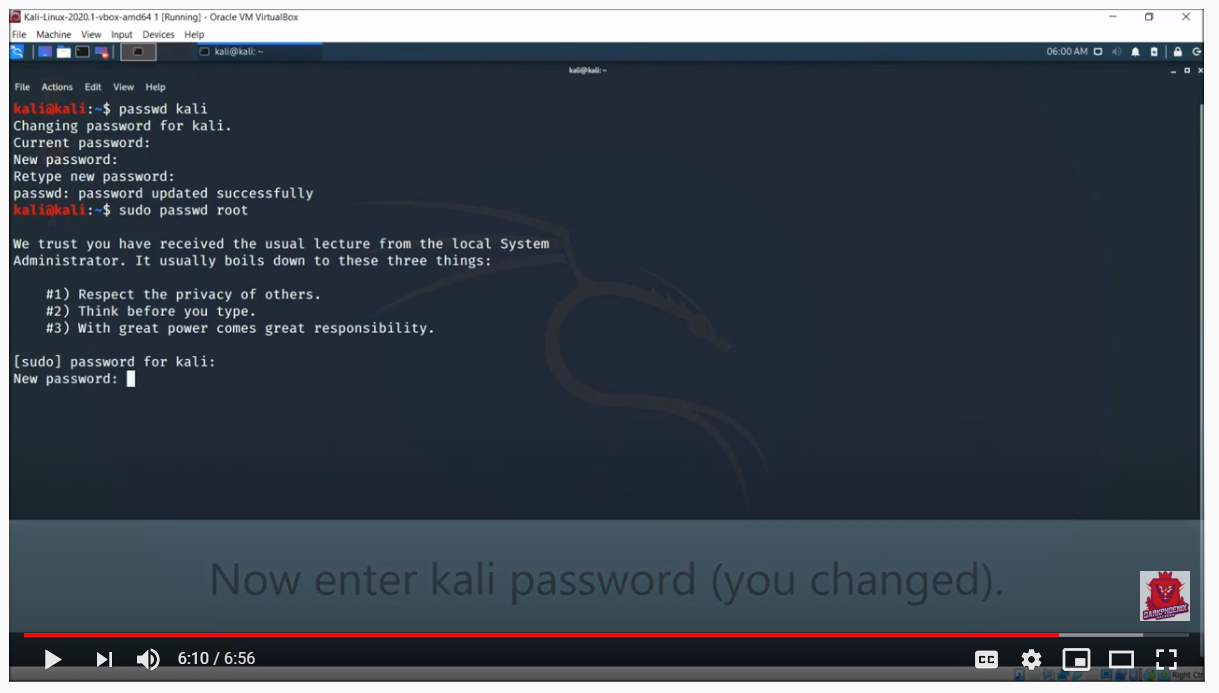 Kali-Linux-2020.1-vbox-amd64 1 [Running] - Oracle VM VirtualBox
File Machine View Input Devices Help
kali@kali: ~
06:00 AM
kali@kali: ~
File Actions Edit View Help
kali@kali:~$ passwd kali
Changing password for kali.
Current password:
New password:
Retype new password:
passwd: password updated successfully
kali@kali:~$ sudo passwd root
We trust you have received the usual lecture from the local System
Administrator. It usually boils down to these three things:
#1) Respect the privacy of others.
#2) Think before you type.
#3) With great power comes great responsibility.
[sudo] password for kali:
New password:
Now enter kali password (you changed).
DARKPHOENIX
6:10 / 6:56
CC
Right Ctrl